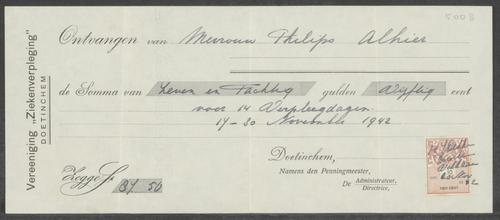 5008
Vereeniging „Ziekenverpleging"
DOETINCHEM
Ontvangen van Mevrouw Philips Alhier
de Somma van Zeven en Tachtig gulden Vijftig cent
voor 14 Verpleegdagen
17-30 November 1942
Doetinchem,
Namens den Penningmeester,
De Administrateur,
Directrice,
Zegge f 87 50